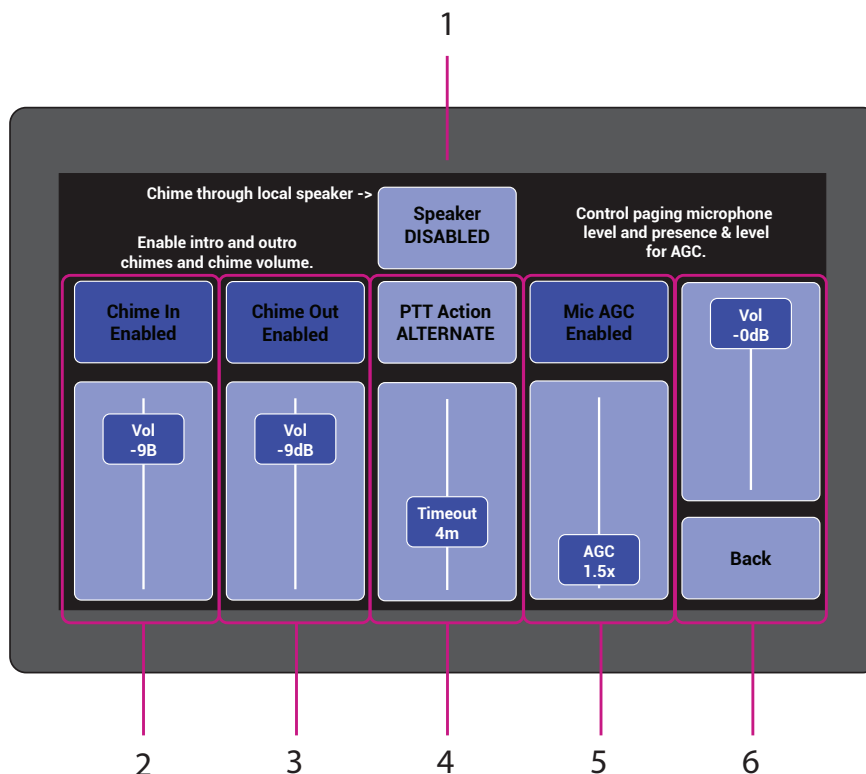 1
Chime through local speaker ->
Speaker
DISABLED
Control paging microphone
level and presence & level
for AGC.
Enable intro and outro
chimes and chime volume.
Chime In
Enabled
Chime Out
Enabled
PTT Action
ALTERNATE
Mic AGC
Enabled
Vol
-0dB
Vol
-9B
Vol
-9dB
Timeout
4m
AGC
1.5x
Back
2
3
4
5
6